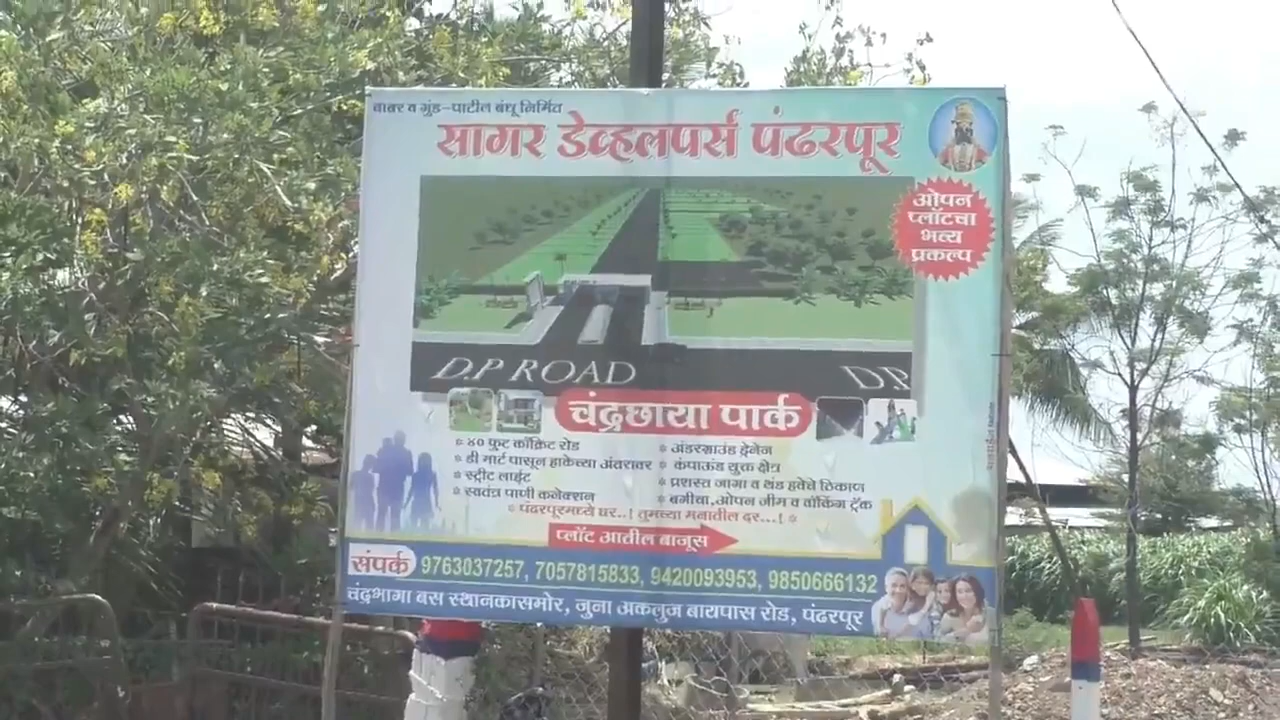 बाबर व गुंड-पाटील बंधू निर्मित
सागर डेव्हलपर्स पंढरपूर
ओपन
प्लॉटचा
भव्य
प्रकल्प
D.P ROAD
D.P
चंद्रछाया पार्क
४० फुट काँक्रिट रोड
डी मार्ट पासून हाकेच्या अंतरावर
स्ट्रीट लाईट
स्वतंत्र पाणी कनेक्शन
अंडरग्राउंड ड्रेनेज
कंपाऊंड युक्त क्षेत्र
प्रशस्त जागा व थंड हवेचे ठिकाण
बगीचा, ओपन जीम व वॉकिंग ट्रॅक
पंढरपूरमध्ये घर..! तुमच्या मनातील दर...!
प्लॉट आतील बाजूस
संपर्क 9763037257, 7057815833, 9420093953, 9850666132
चंद्रभागा बस स्थानकासमोर, जुना अकलुज बायपास रोड, पंढरपूर